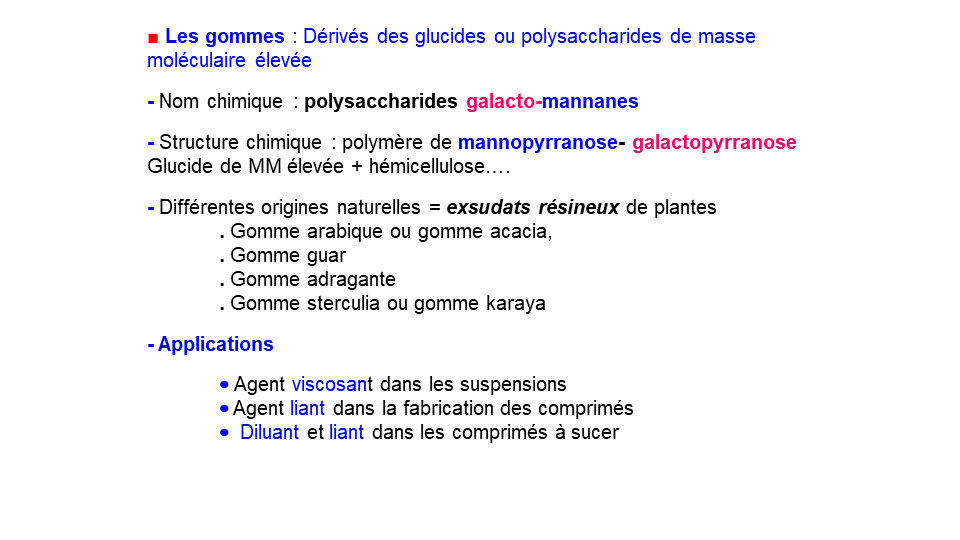 ■ Les gommes : Dérivés des glucides ou polysaccharides de masse
moléculaire élevée
- Nom chimique : polysaccharides galacto-mannanes
- Structure chimique : polymère de mannopyrranose- galactopyrranose
Glucide de MM élevée + hémicellulose….
- Différentes origines naturelles = exsudats résineux de plantes
. Gomme arabique ou gomme acacia,
. Gomme guar
. Gomme adragante
. Gomme sterculia ou gomme karaya
- Applications
• Agent viscosant dans les suspensions
• Agent liant dans la fabrication des comprimés
• Diluant et liant dans les comprimés à sucer